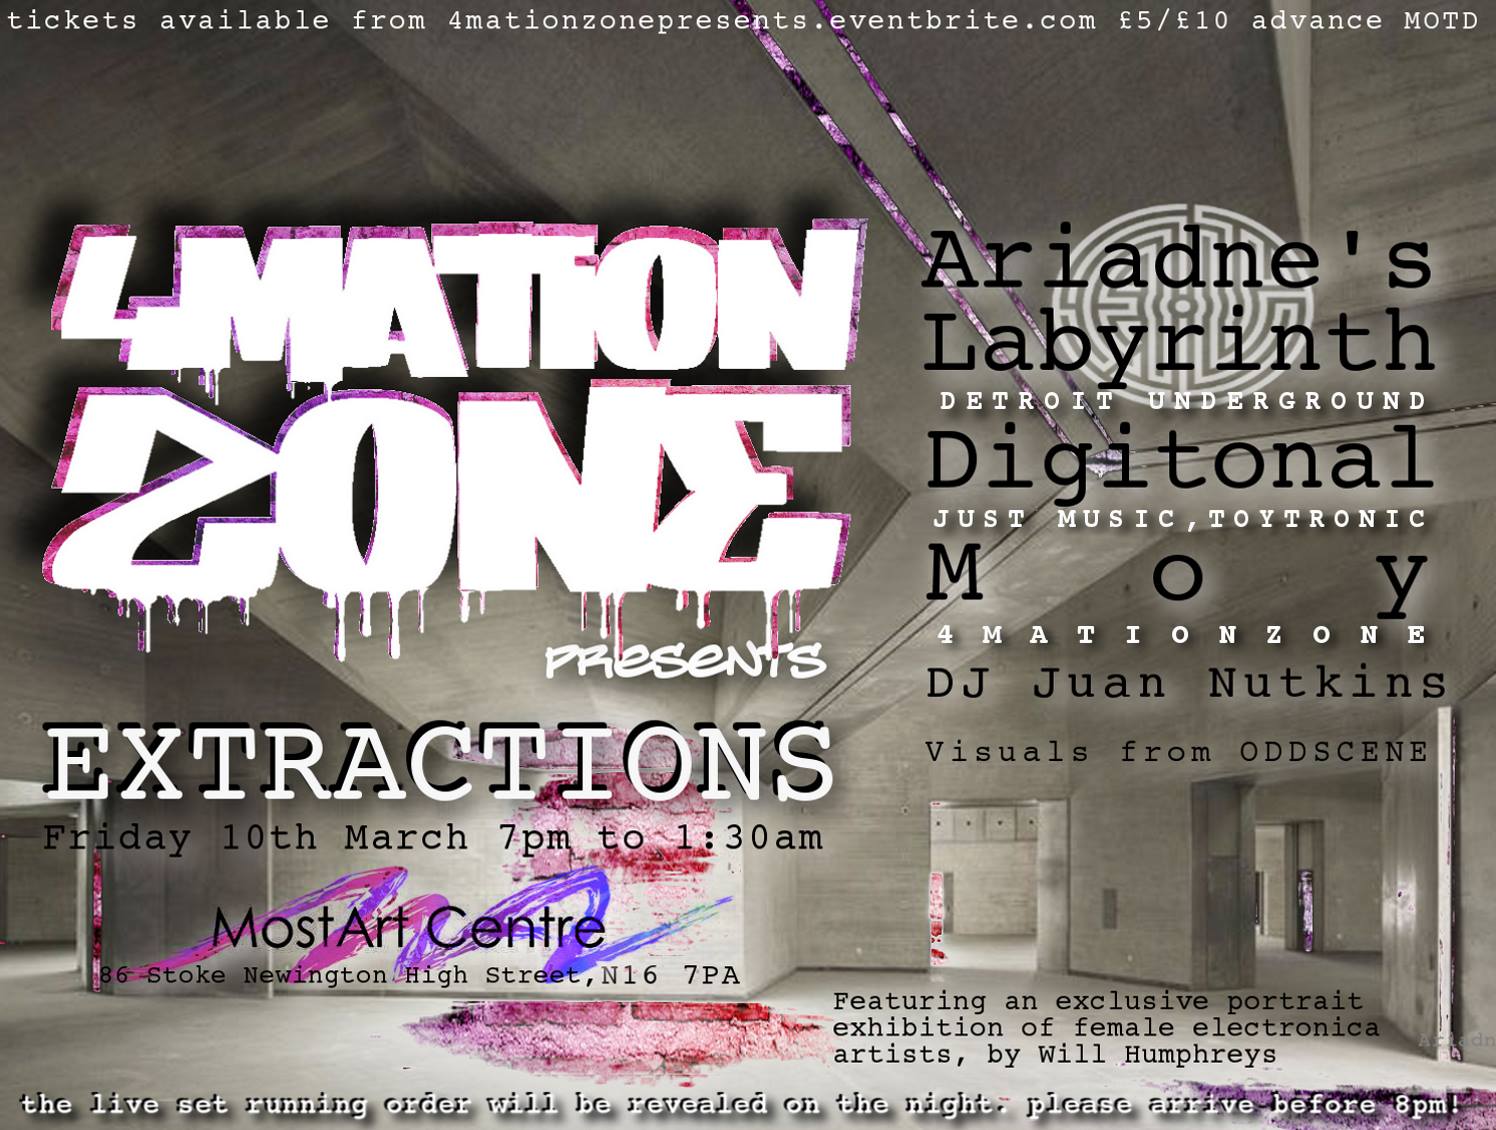 tickets available from 4mationzonepresents.eventbrite.com £5/£10 advance MOTD
4MATION
ZONE
PRESENTS
EXTRACTIONS
Friday 10th March 7pm to 1:30am
MostArt Centre
86 Stoke Newington High Street,N16 7PA
Ariadne's
Labyrinth
DETROIT UNDERGROUND
Digitonal
JUST MUSIC,TOYTRONIC
Moy
4MATIONZONE
DJ Juan Nutkins
Visuals from ODDSCENE
Featuring an exclusive portrait
exhibition of female electronica
artists, by Will Humphreys
Ariadn
the live set running order will be revealed on the night. please arrive before 8pm!